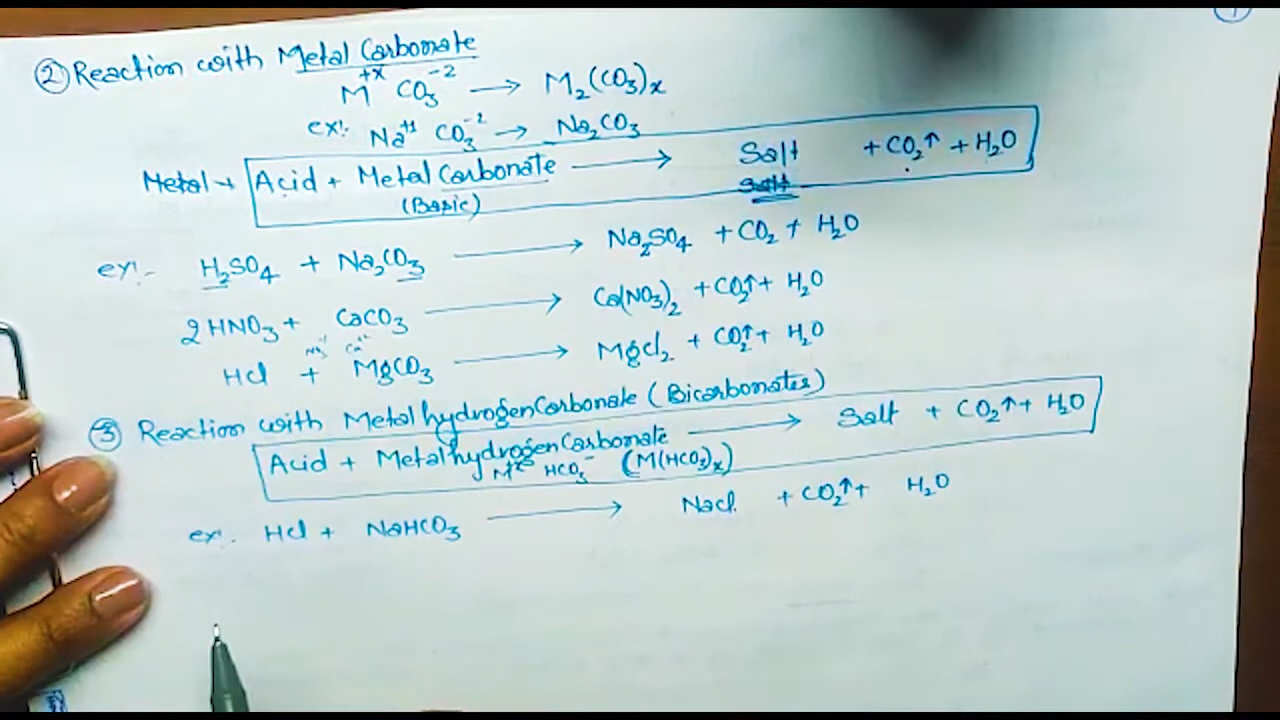 ② Reaction with Metal Carbonate
M⁺ˣ CO₃⁻² → M₂(CO₃)ₓ
ex:- Na⁺¹ CO₃⁻² → Na₂CO₃
Metal + Acid + Metal Carbonate → Salt + CO₂↑ + H₂O
(Basic) Salt
ex:- H₂SO₄ + Na₂CO₃ → Na₂SO₄ + CO₂ + H₂O
2HNO₃ + CaCO₃ → Ca(NO₃)₂ + CO₂↑ + H₂O
HCl + MgCO₃ → MgCl₂ + CO₂↑ + H₂O
③ Reaction with Metal hydrogen Carbonate (Bicarbonates)
Acid + Metal hydrogen Carbonate → Salt + CO₂↑ + H₂O
M⁺ˣ HCO₃⁻ (M(HCO₃)ₓ)
ex:- HCl + NaHCO₃ → NaCl + CO₂↑ + H₂O